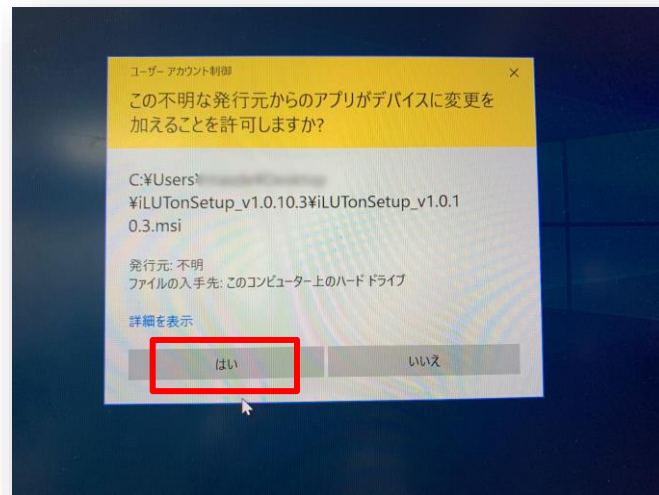 ユーザー アカウント制御
この不明な発行元からのアプリがデバイスに変更を
加えることを許可しますか?
C:¥Users¥
¥iLUTonSetup_v1.0.10.3¥iLUTonSetup_v1.0.1
0.3.msi
発行元: 不明
ファイルの入手先: このコンピューター上のハード ドライブ
詳細を表示
はい
いいえ